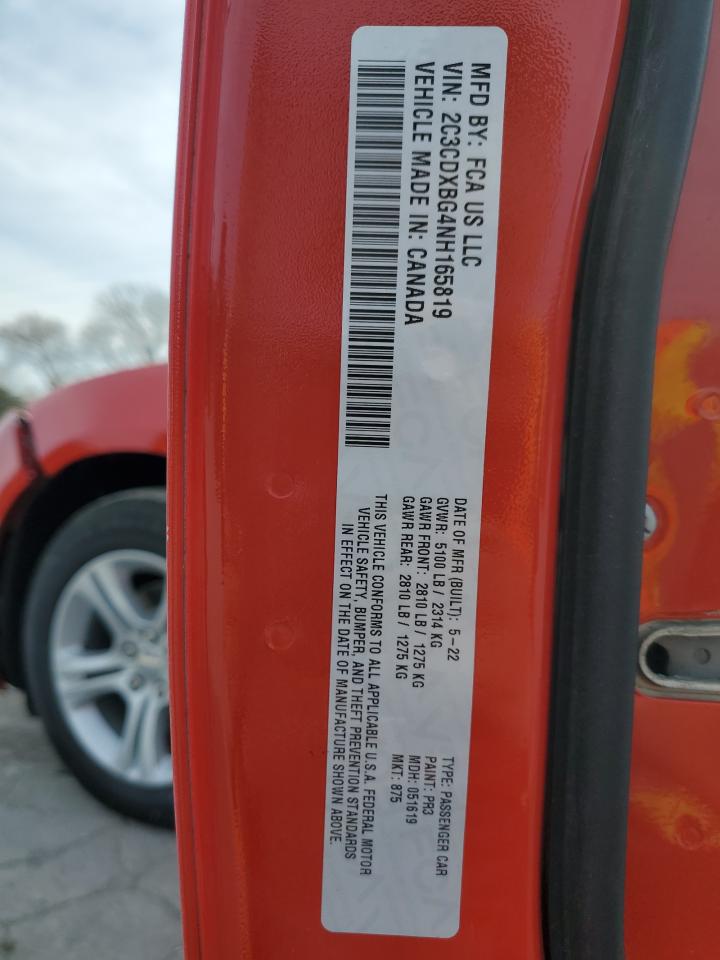 MFD BY: FCA US LLC
VIN: 2C3CDXBG4NH165819
VEHICLE MADE IN: CANADA
DATE OF MFR (BUILT): 5-22
GVWR: 5100 LB / 2314 KG
GAWR FRONT: 2810 LB / 1275 KG
GAWR REAR: 2810 LB / 1275 KG
TYPE: PASSENGER CAR
PAINT: PR3
MDH: 051619
MKT: 875
THIS VEHICLE CONFORMS TO ALL APPLICABLE U.S.A. FEDERAL MOTOR
VEHICLE SAFETY, BUMPER, AND THEFT PREVENTION STANDARDS
IN EFFECT ON THE DATE OF MANUFACTURE SHOWN ABOVE.